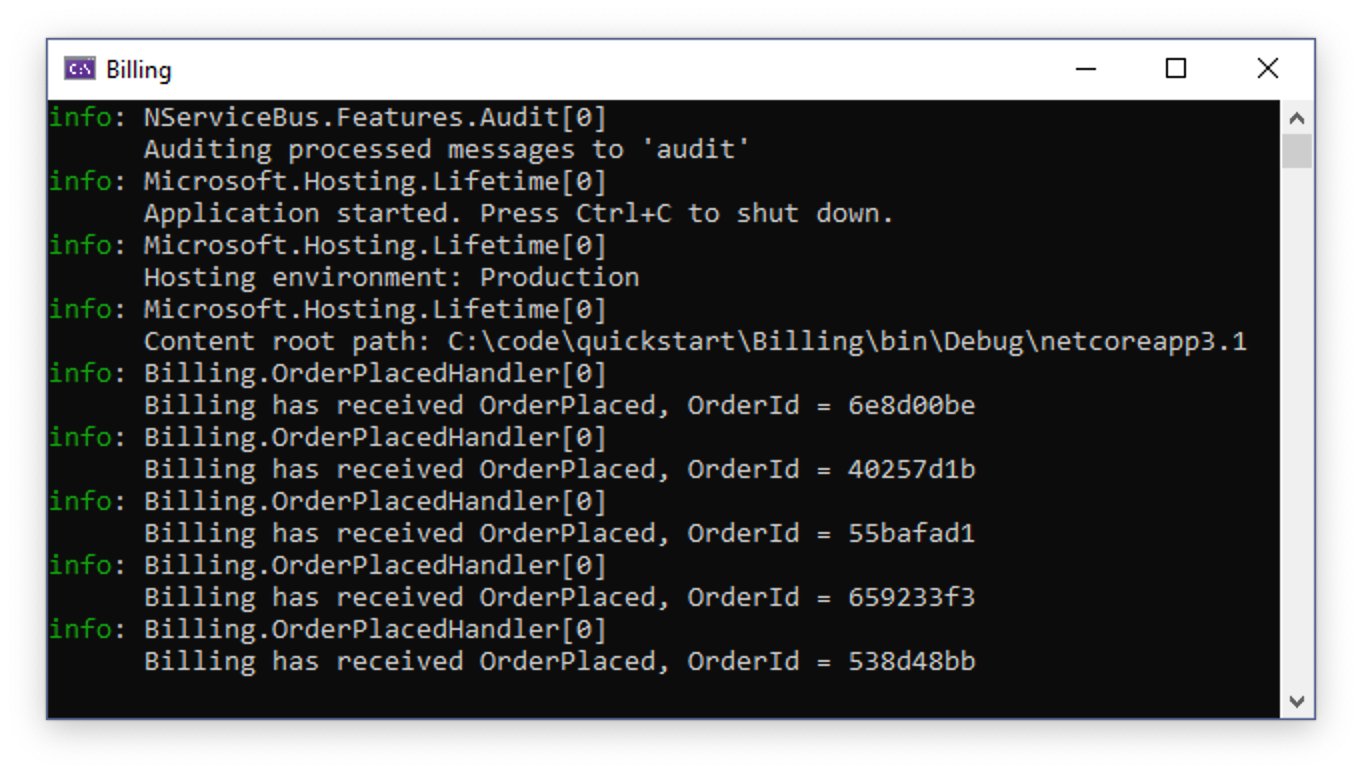 Billing
info: NServiceBus.Features.Audit[0]
Auditing processed messages to 'audit'
info: Microsoft.Hosting.Lifetime[0]
Application started. Press Ctrl+C to shut down.
info: Microsoft.Hosting.Lifetime[0]
Hosting environment: Production
info: Microsoft.Hosting.Lifetime[0]
Content root path: C:\code\quickstart\Billing\bin\Debug\netcoreapp3.1
info: Billing.OrderPlacedHandler[0]
Billing has received OrderPlaced, OrderId = 6e8d00be
info: Billing.OrderPlacedHandler[0]
Billing has received OrderPlaced, OrderId = 40257d1b
info: Billing.OrderPlacedHandler[0]
Billing has received OrderPlaced, OrderId = 55bafad1
info: Billing.OrderPlacedHandler[0]
Billing has received OrderPlaced, OrderId = 659233f3
info: Billing.OrderPlacedHandler[0]
Billing has received OrderPlaced, OrderId = 538d48bb